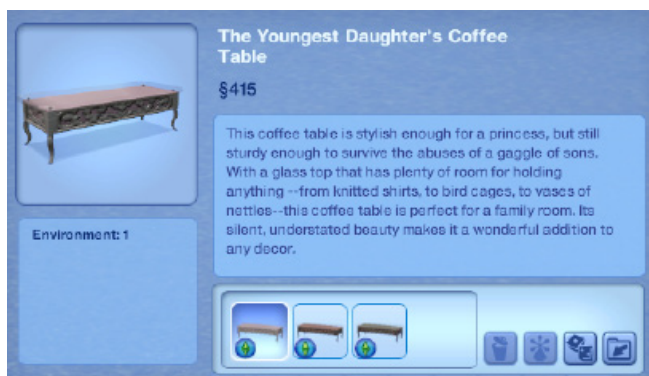 The Youngest Daughter's Coffee
Table
§415
This coffee table is stylish enough for a princess, but still
sturdy enough to survive the abuses of a gaggle of sons.
With a glass top that has plenty of room for holding
anything --from knitted shirts, to bird cages, to vases of
nettles--this coffee table is perfect for a family room. Its
silent, understated beauty makes it a wonderful addition to
any decor.
Environment: 1